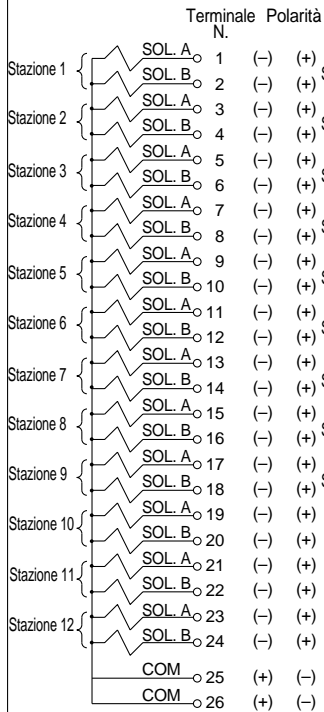 Terminale Polarità
N.
SOL. A 1 (–) (+)
Stazione 1
SOL. B 2 (–) (+) S
SOL. A 3 (–) (+)
Stazione 2
SOL. B 4 (–) (+) S
SOL. A 5 (–) (+)
Stazione 3
SOL. B 6 (–) (+) S
SOL. A 7 (–) (+)
Stazione 4
SOL. B 8 (–) (+) S
SOL. A 9 (–) (+)
Stazione 5
SOL. B 10 (–) (+) S
SOL. A 11 (–) (+)
Stazione 6
SOL. B 12 (–) (+) S
SOL. A 13 (–) (+)
Stazione 7
SOL. B 14 (–) (+) S
SOL. A 15 (–) (+)
Stazione 8
SOL. B 16 (–) (+) S
SOL. A 17 (–) (+)
Stazione 9
SOL. B 18 (–) (+) S
SOL. A 19 (–) (+)
Stazione 10
SOL. B 20 (–) (+)
SOL. A 21 (–) (+)
Stazione 11
SOL. B 22 (–) (+)
SOL. A 23 (–) (+)
Stazione 12
SOL. B 24 (–) (+)
COM 25 (+) (–)
COM 26 (+) (–)